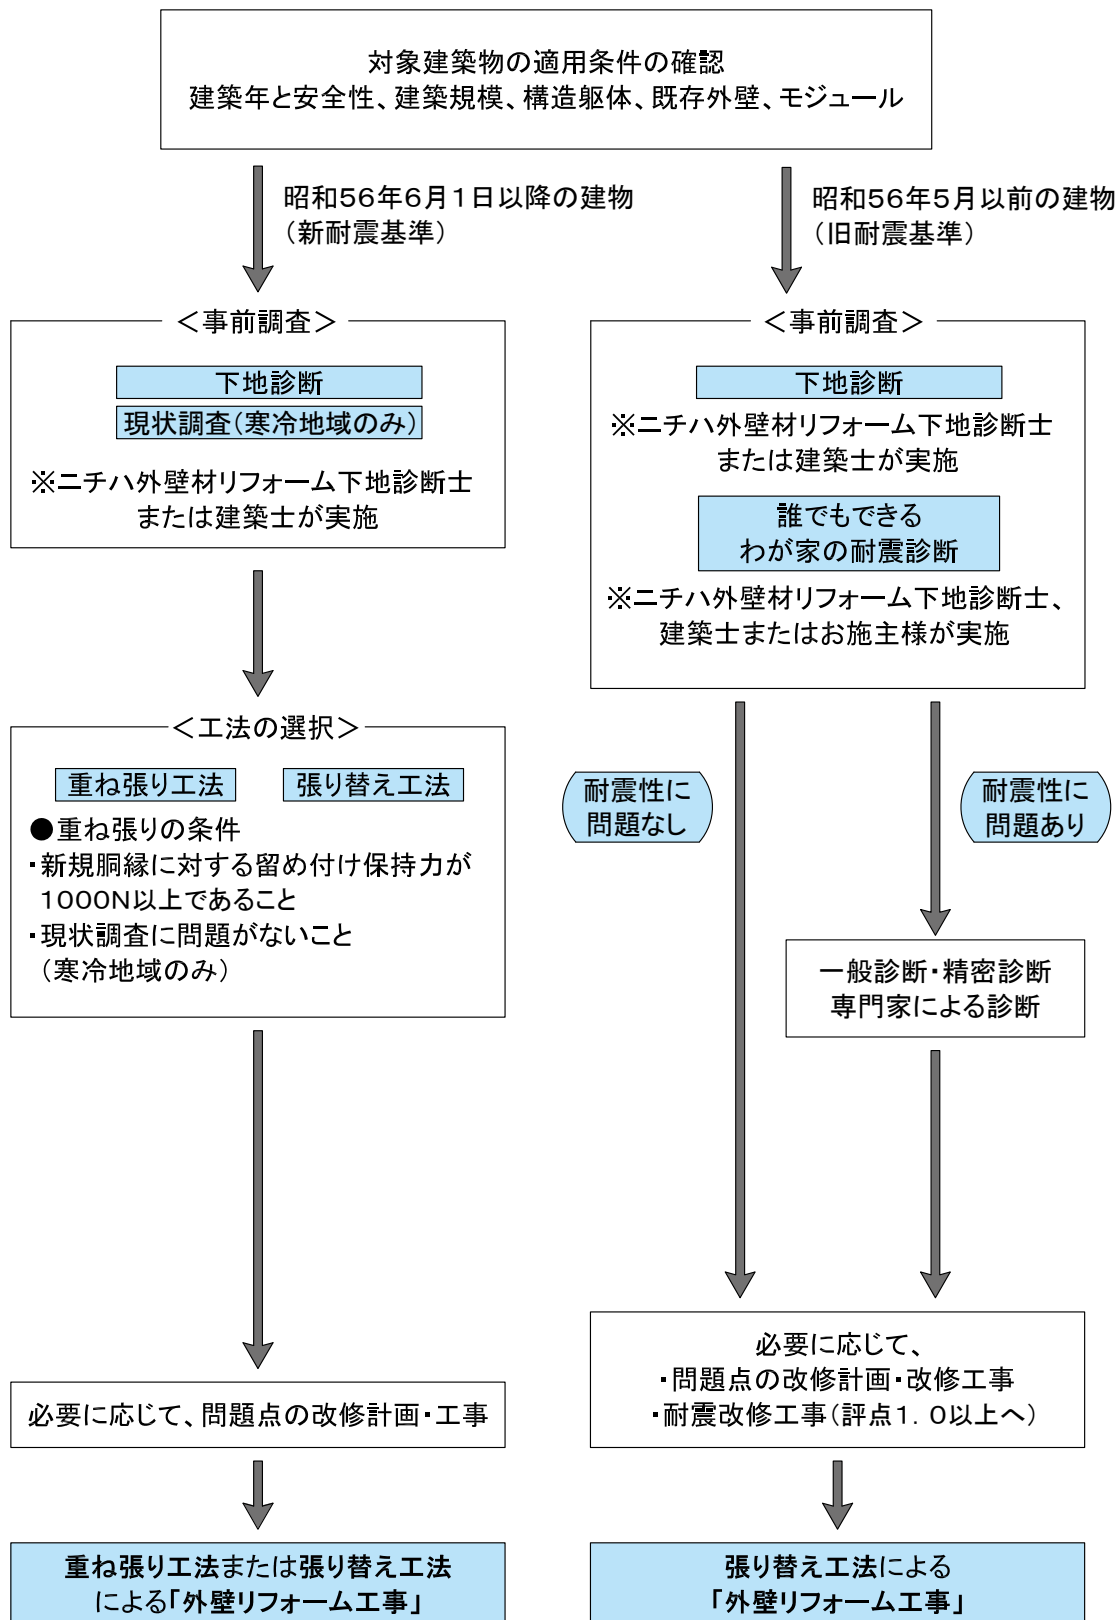 対象建築物の適用条件の確認
建築年と安全性、建築規模、構造躯体、既存外壁、モジュール
昭和56年6月1日以降の建物
（新耐震基準）
昭和56年5月以前の建物
（旧耐震基準）
＜事前調査＞
下地診断
現状調査（寒冷地域のみ）
※ニチハ外壁材リフォーム下地診断士
または建築士が実施
＜事前調査＞
下地診断
※ニチハ外壁材リフォーム下地診断士
または建築士が実施
誰でもできる
わが家の耐震診断
※ニチハ外壁材リフォーム下地診断士、
建築士またはお施主様が実施
＜工法の選択＞
重ね張り工法
張り替え工法
●重ね張りの条件
・新規胴縁に対する留め付け保持力が
1000N以上であること
・現状調査に問題がないこと
（寒冷地域のみ）
耐震性に
問題なし
耐震性に
問題あり
一般診断・精密診断
専門家による診断
必要に応じて、問題点の改修計画・工事
必要に応じて、
・問題点の改修計画・改修工事
・耐震改修工事（評点1．0以上へ）
重ね張り工法または張り替え工法
による「外壁リフォーム工事」
張り替え工法による
「外壁リフォーム工事」